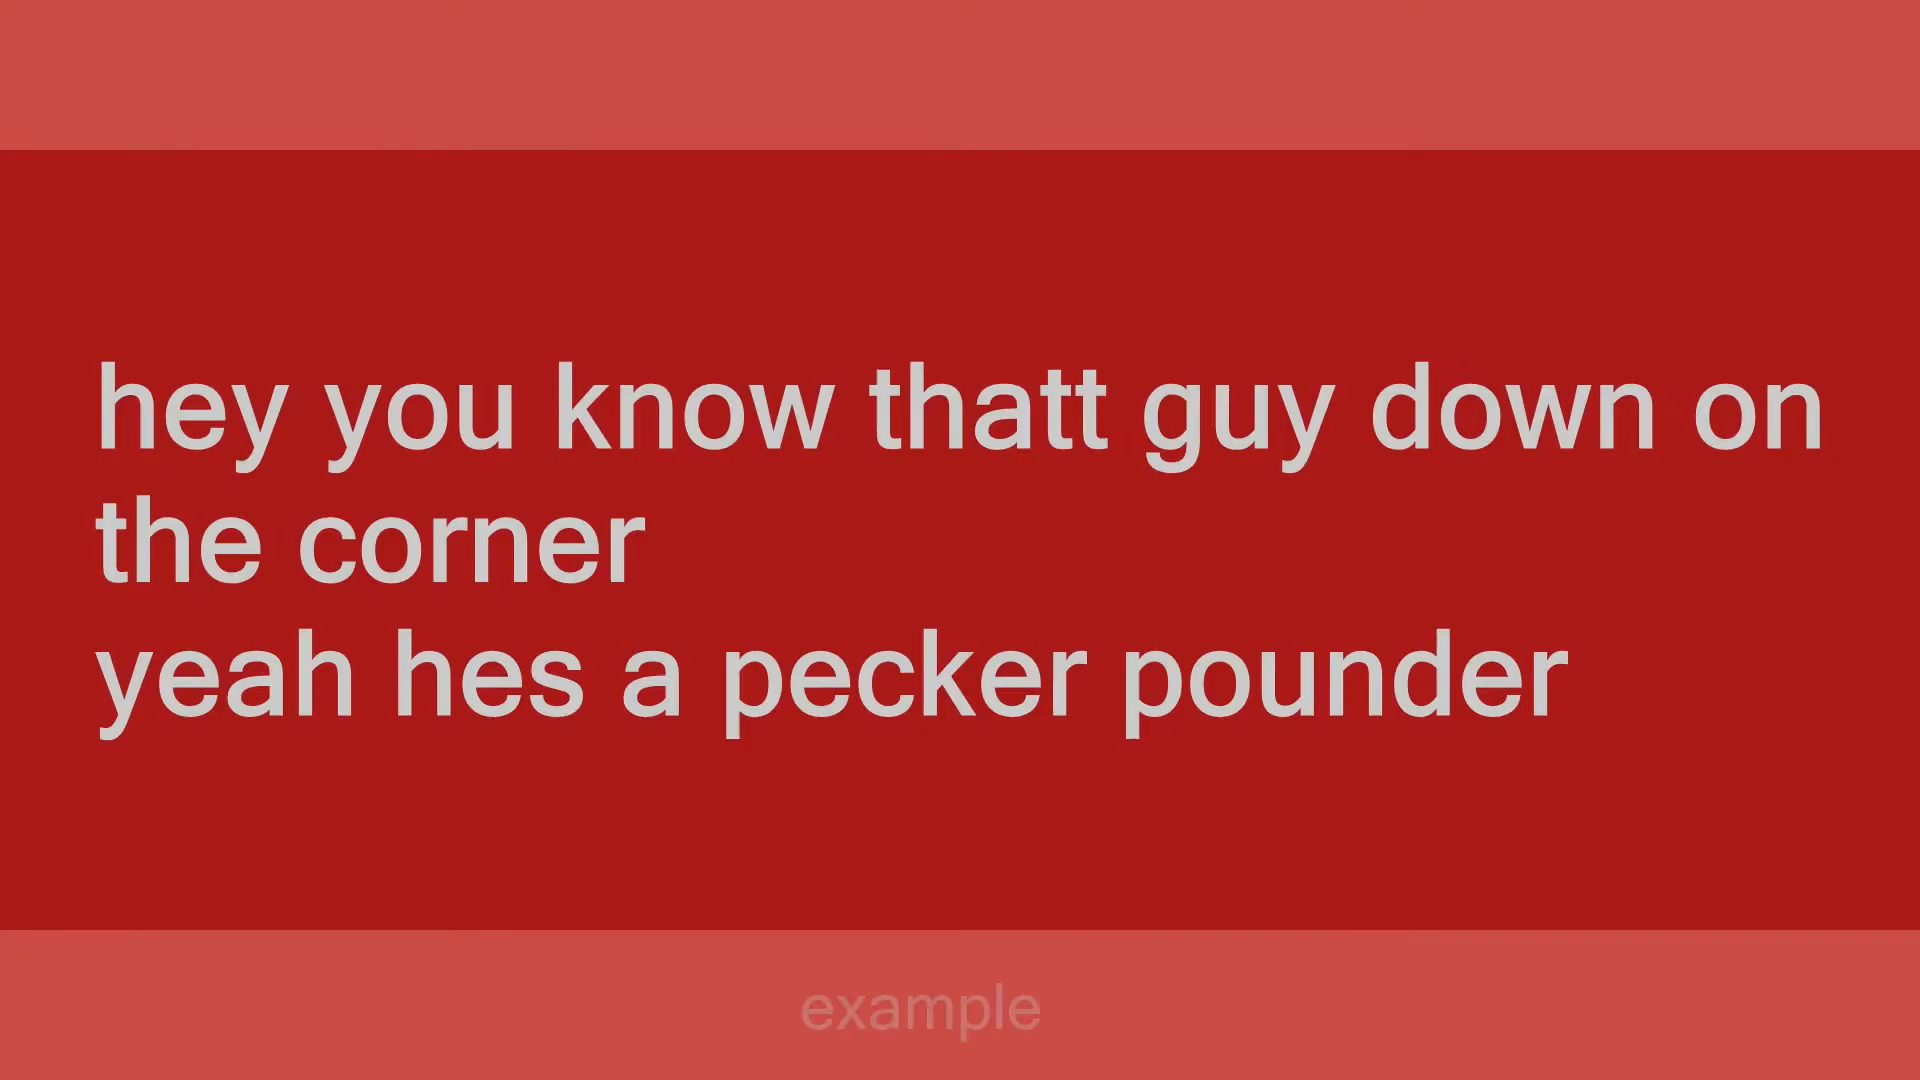 hey you know thatt guy down on
the corner
yeah hes a pecker pounder
example